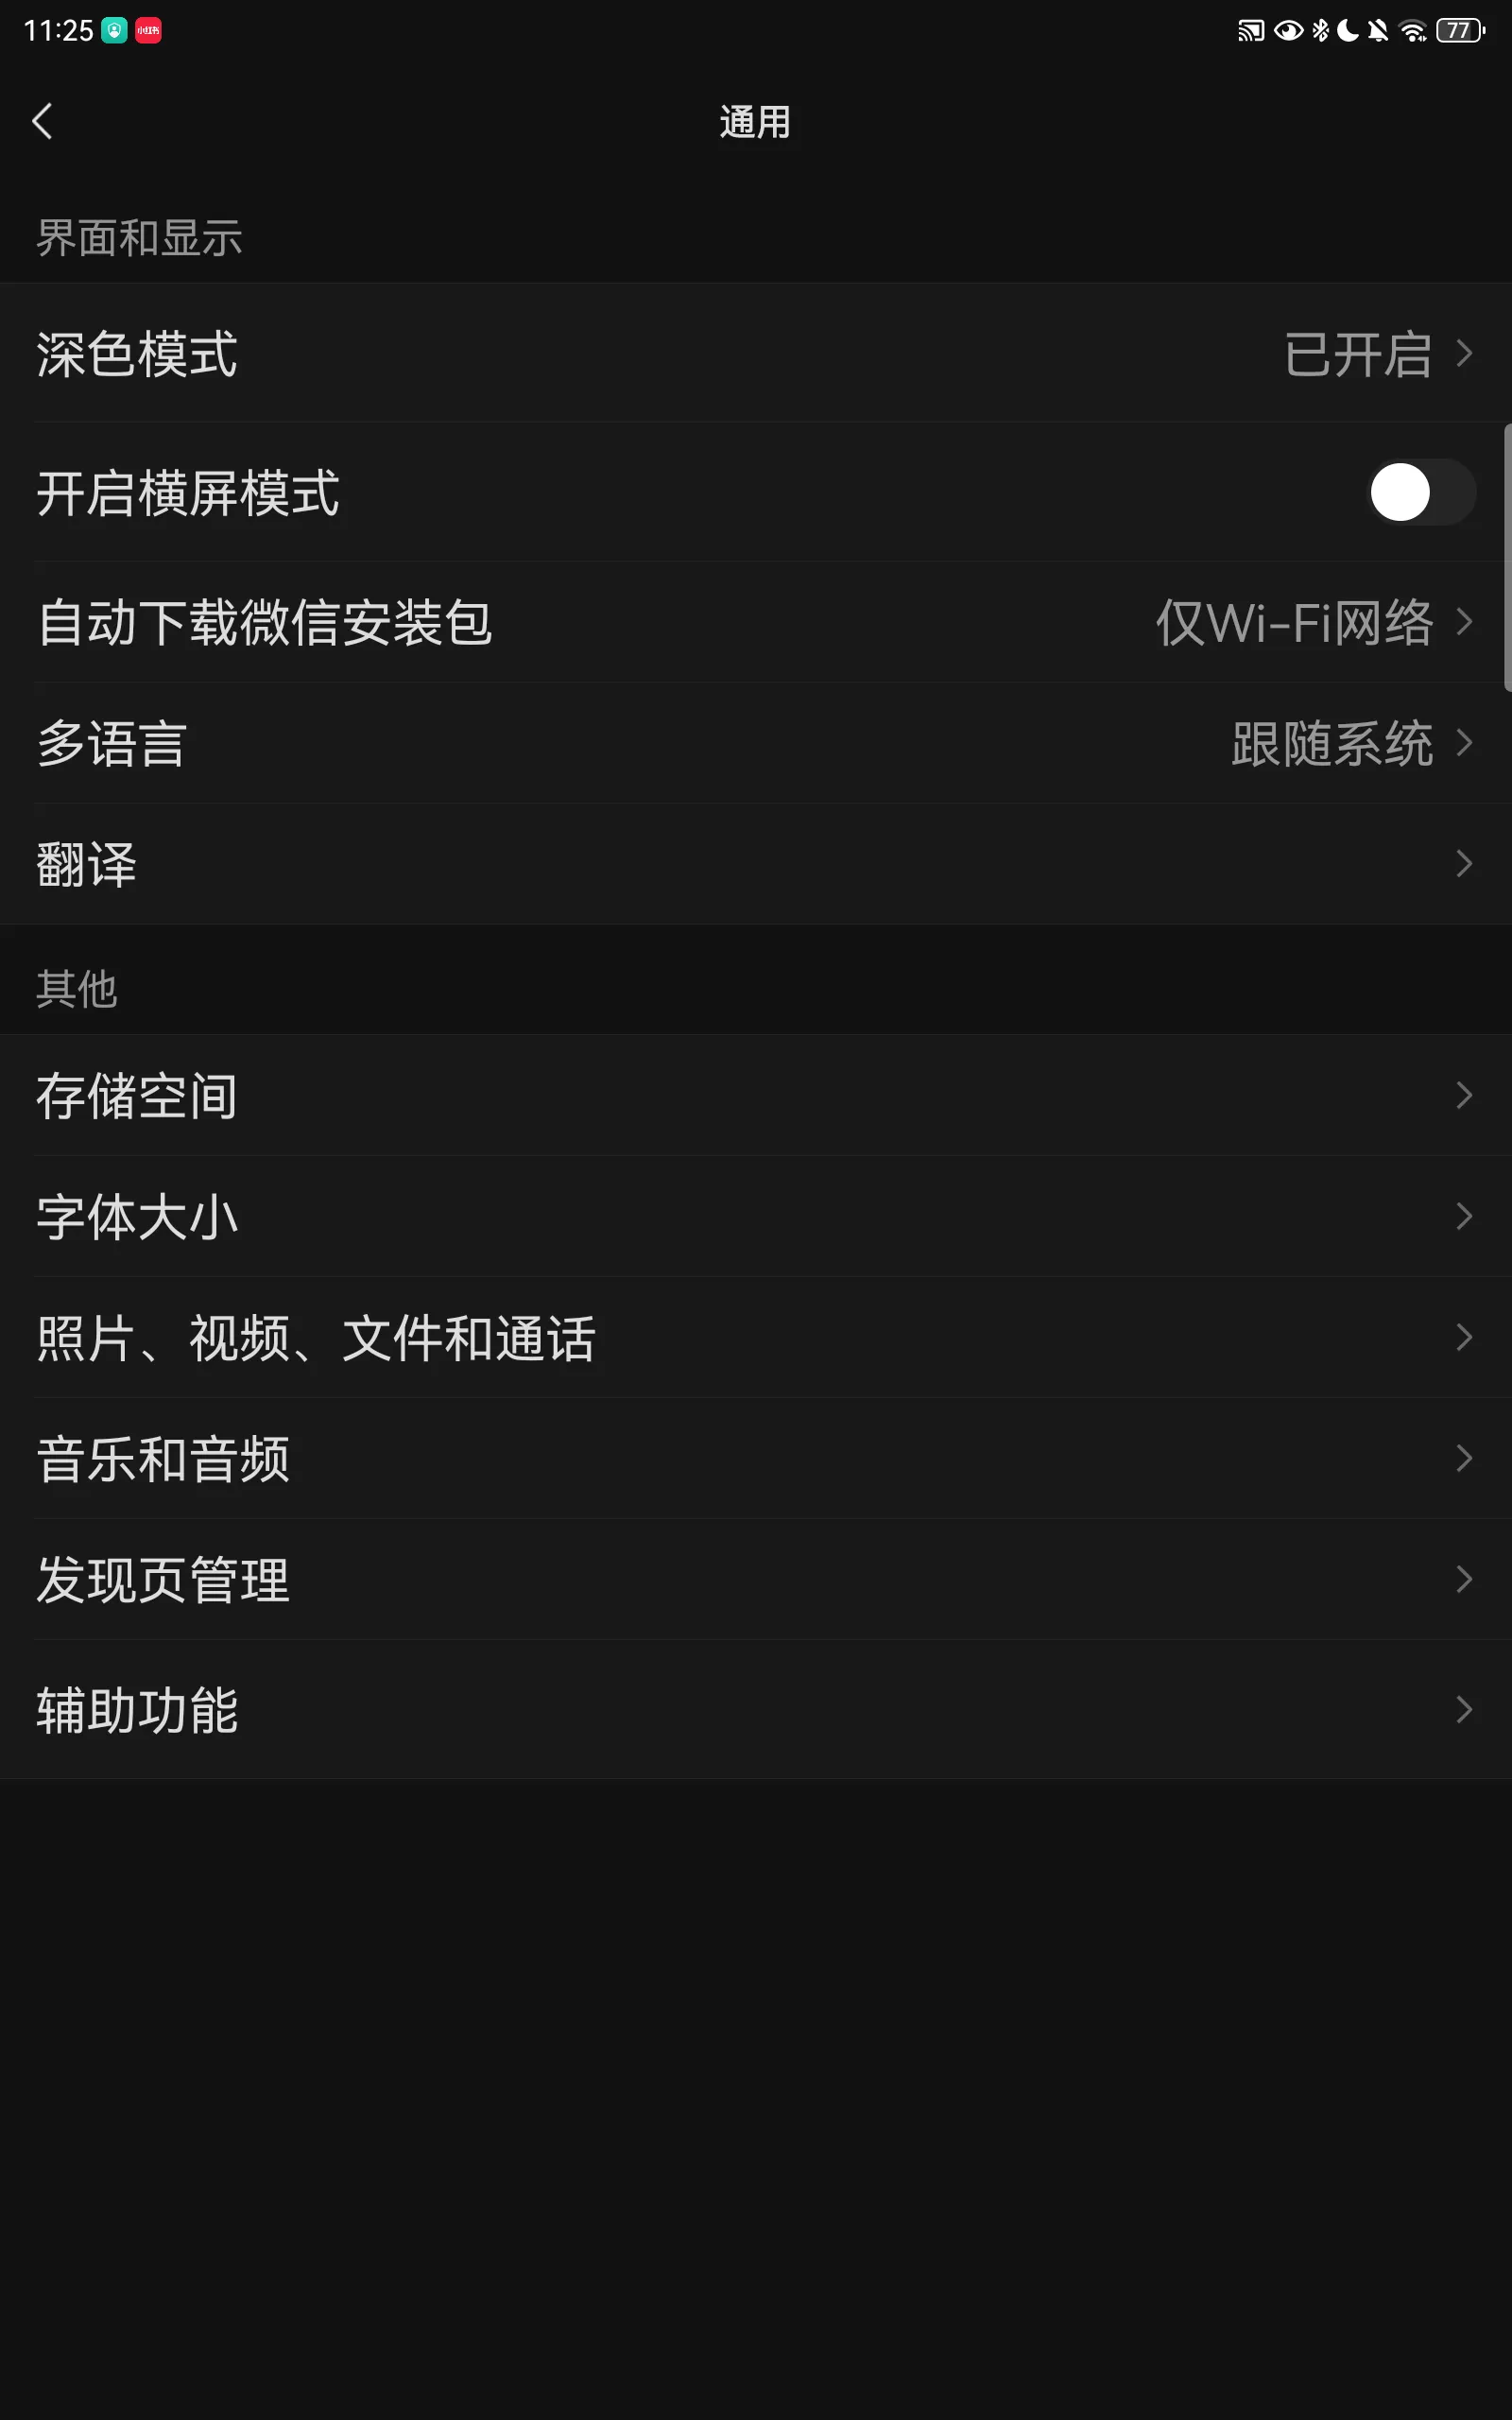 11:25 小红书 77
通用
界面和显示
深色模式 已开启
开启横屏模式
自动下载微信安装包 仅Wi-Fi网络
多语言 跟随系统
翻译
其他
存储空间
字体大小
照片、视频、文件和通话
音乐和音频
发现页管理
辅助功能